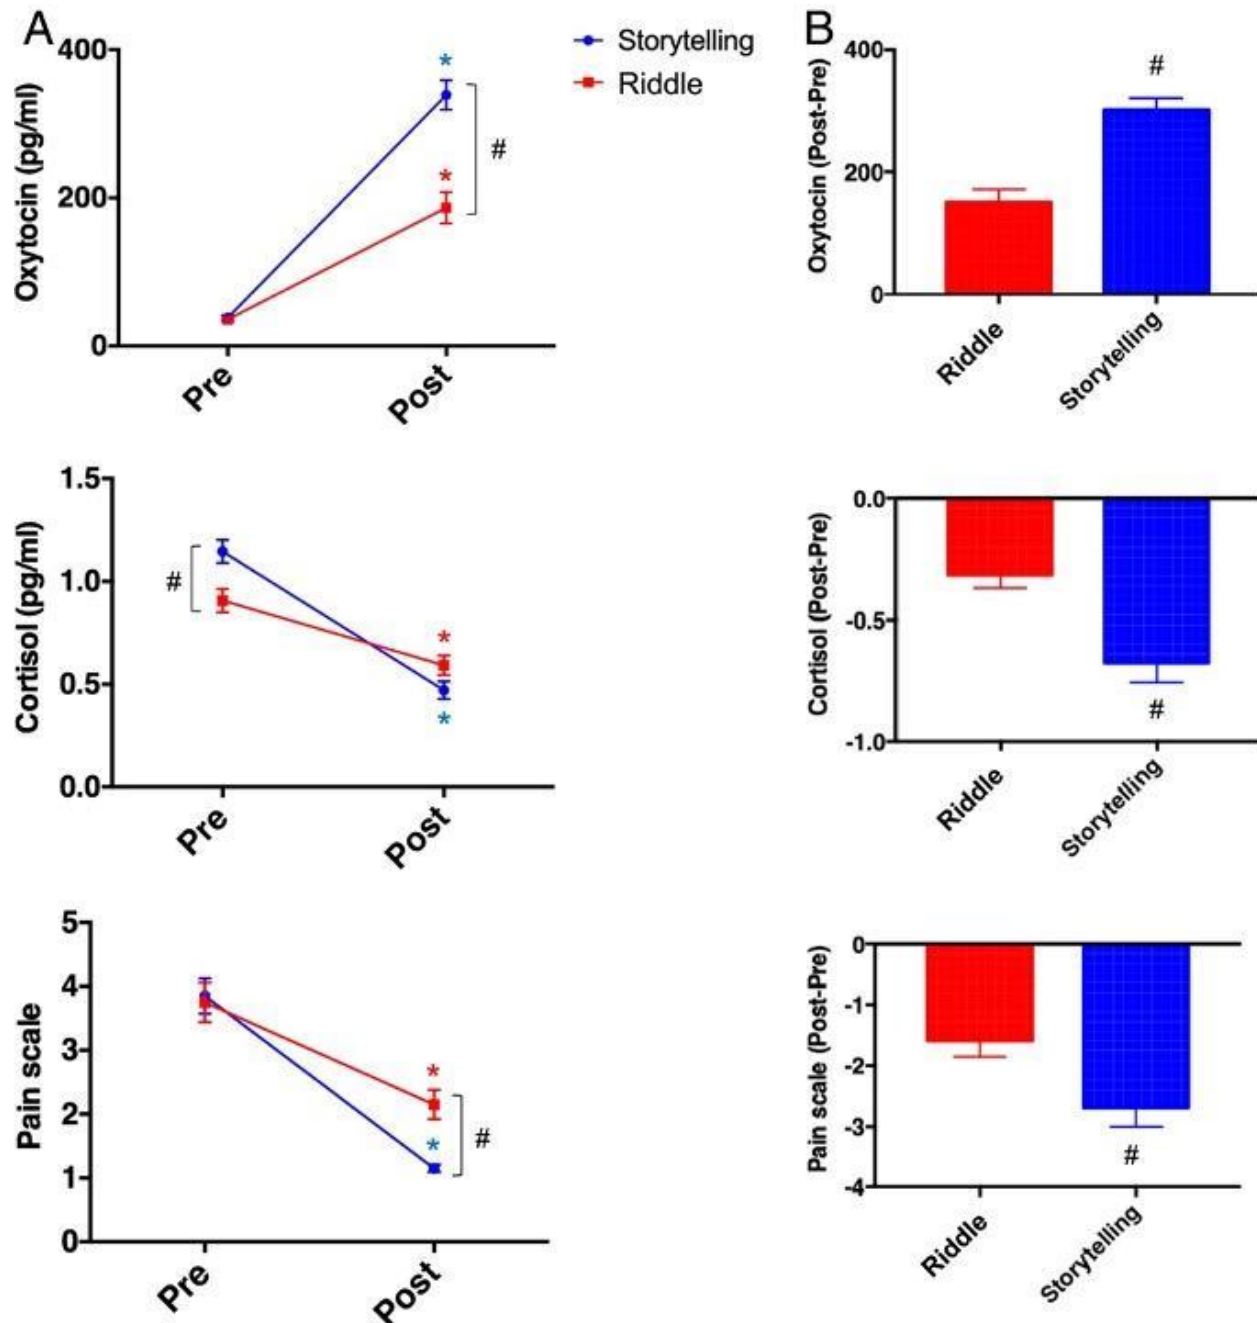 A
400
200
0
Oxytocin (pg/ml)
*
*
#
Pre
Post
Storytelling
Riddle
B
400
200
0
Oxytocin (Post-Pre)
#
Riddle
Storytelling
1.5
1.0
0.5
0.0
Cortisol (pg/ml)
#
*
*
Pre
Post
0.0
-0.5
-1.0
Cortisol (Post-Pre)
#
Riddle
Storytelling
5
4
3
2
1
0
Pain scale
*
*
#
Pre
Post
0
-1
-2
-3
-4
Pain scale (Post-Pre)
#
Riddle
Storytelling